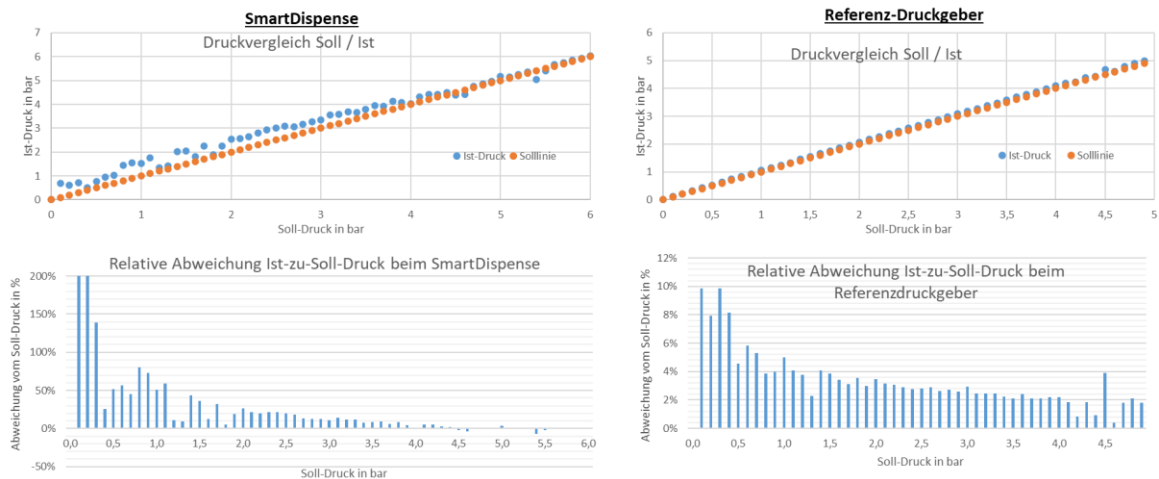 SmartDispense
Druckvergleich Soll / Ist
Ist-Druck in bar
7
6
5
4
3
2
1
0
0 1 2 3 4 5 6
Ist-Druck Solllinie
Soll-Druck in bar
Referenz-Druckgeber
Druckvergleich Soll / Ist
Ist-Druck in bar
6
5
4
3
2
1
0
0 0,5 1 1,5 2 2,5 3 3,5 4 4,5 5
Ist-Druck Solllinie
Soll-Druck in bar
Relative Abweichung Ist-zu-Soll-Druck beim SmartDispense
Abweichung vom Soll-Druck in %
200%
150%
100%
50%
0%
-50%
0,0 0,5 1,0 1,5 2,0 2,5 3,0 3,5 4,0 4,5 5,0 5,5 6,0
Soll-Druck in bar
Relative Abweichung Ist-zu-Soll-Druck beim
Referenzdruckgeber
Abweichung vom Soll-Druck in %
12%
10%
8%
6%
4%
2%
0%
0,0 0,5 1,0 1,5 2,0 2,5 3,0 3,5 4,0 4,5
Soll-Druck in bar